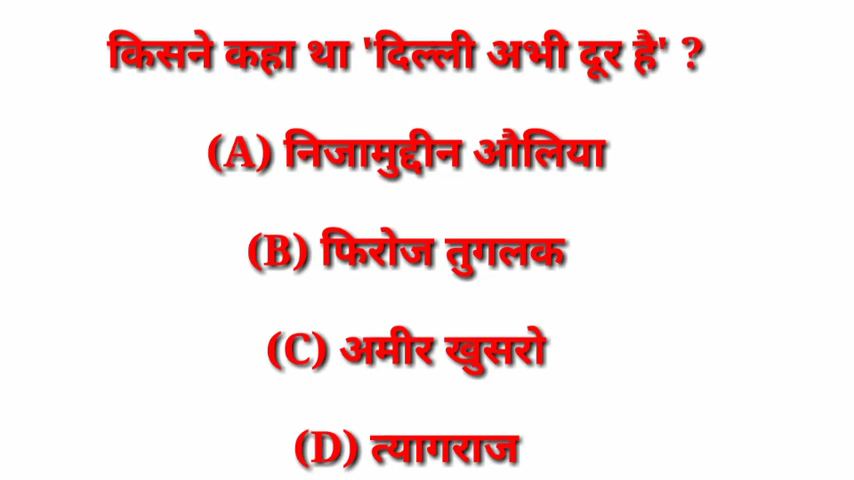 किसने कहा था 'दिल्ली अभी दूर है' ?
(A) निजामुद्दीन औलिया
(B) फिरोज तुगलक
(C) अमीर खुसरो
(D) त्यागराज